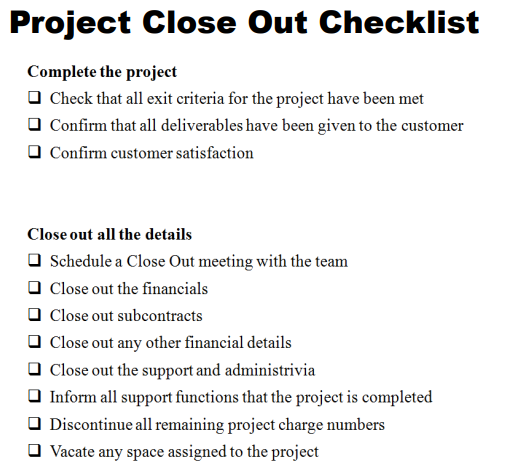 Project Close Out Checklist
Complete the project
❑ Check that all exit criteria for the project have been met
❑ Confirm that all deliverables have been given to the customer
❑ Confirm customer satisfaction
Close out all the details
❑ Schedule a Close Out meeting with the team
❑ Close out the financials
❑ Close out subcontracts
❑ Close out any other financial details
❑ Close out the support and administrivia
❑ Inform all support functions that the project is completed
❑ Discontinue all remaining project charge numbers
❑ Vacate any space assigned to the project